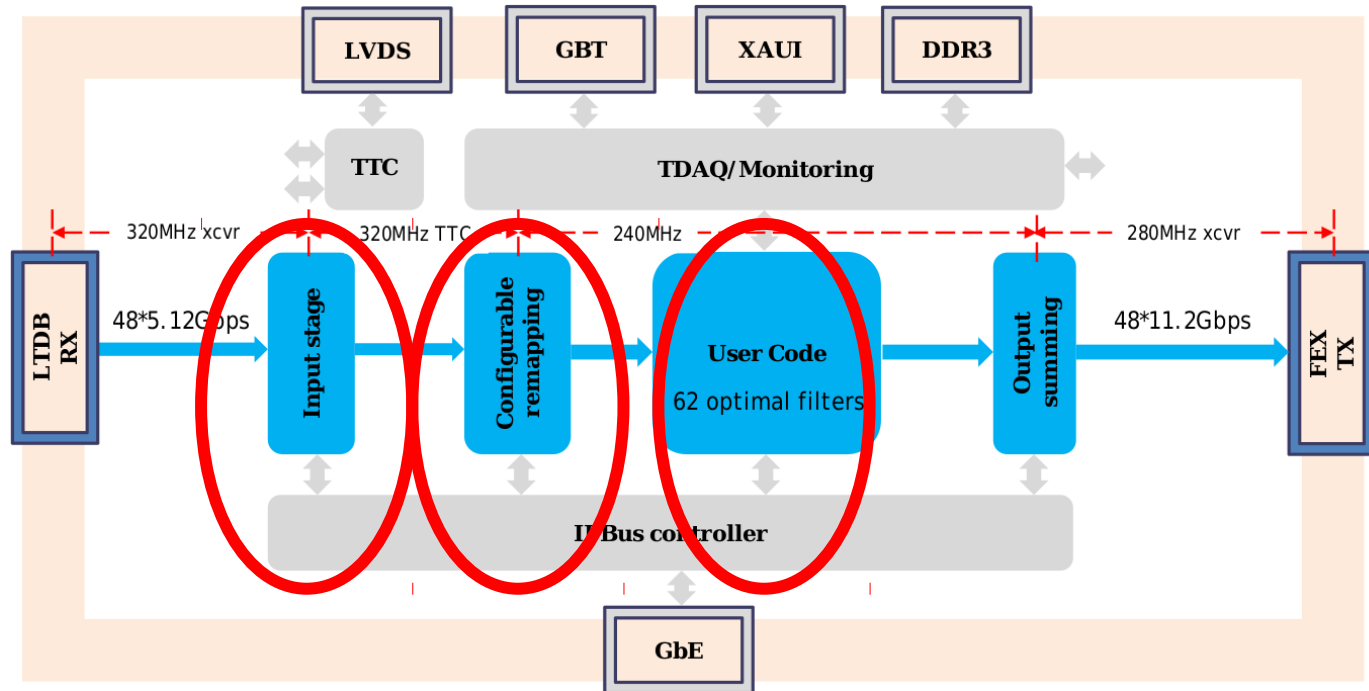 LVDS
GBT
XAUI
DDR3
TTC
TDAQ/Monitoring
320MHz xcvr
320MHz TTC
240MHz
280MHz xcvr
LTDB
RX
48*5.12Gbps
Input stage
Configurable
remapping
User Code
62 optimal filters
Output
summing
48*11.2Gbps
FEX
TX
Bus controller
GbE